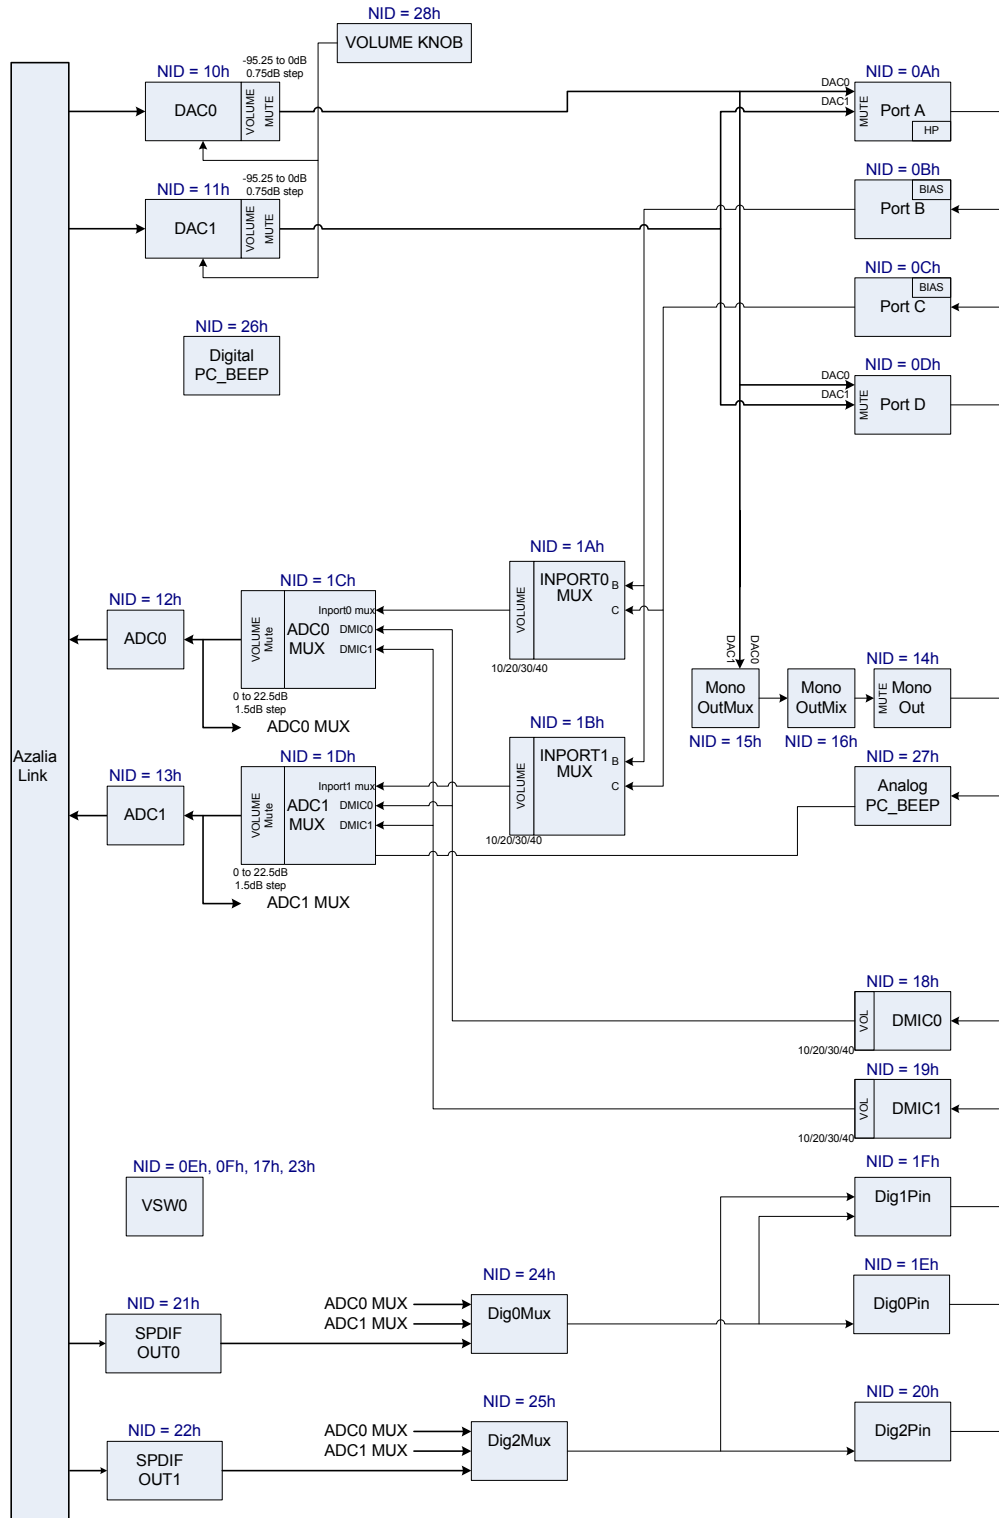 NID = 28h
VOLUME KNOB
NID = 10h
-95.25 to 0dB
0.75dB step
DAC0
VOLUME
MUTE
DAC0
DAC1
NID = 0Ah
MUTE
Port A
HP
NID = 11h
-95.25 to 0dB
0.75dB step
DAC1
VOLUME
MUTE
NID = 0Bh
BIAS
Port B
NID = 0Ch
BIAS
Port C
NID = 26h
Digital
PC_BEEP
NID = 0Dh
DAC0
DAC1
MUTE
Port D
NID = 1Ah
VOLUME
INPORT0
MUX
B
C
10/20/30/40
NID = 1Ch
VOLUME
Mute
Inport0 mux
ADC0
MUX
DMIC0
DMIC1
0 to 22.5dB
1.5dB step
NID = 12h
ADC0
ADC0 MUX
DAC1
DAC0
Mono
OutMux
NID = 15h
Mono
OutMix
NID = 16h
NID = 14h
MUTE
Mono
Out
NID = 1Bh
VOLUME
INPORT1
MUX
B
C
10/20/30/40
NID = 1Dh
VOLUME
Mute
Inport1 mux
ADC1
MUX
DMIC0
DMIC1
0 to 22.5dB
1.5dB step
Azalia
Link
NID = 13h
ADC1
ADC1 MUX
NID = 27h
Analog
PC_BEEP
NID = 18h
VOL
DMIC0
10/20/30/40
NID = 19h
VOL
DMIC1
10/20/30/40
NID = 0Eh, 0Fh, 17h, 23h
VSW0
NID = 1Fh
Dig1Pin
NID = 1Eh
Dig0Pin
NID = 24h
ADC0 MUX
ADC1 MUX
Dig0Mux
NID = 21h
SPDIF
OUT0
NID = 25h
ADC0 MUX
ADC1 MUX
Dig2Mux
NID = 20h
Dig2Pin
NID = 22h
SPDIF
OUT1